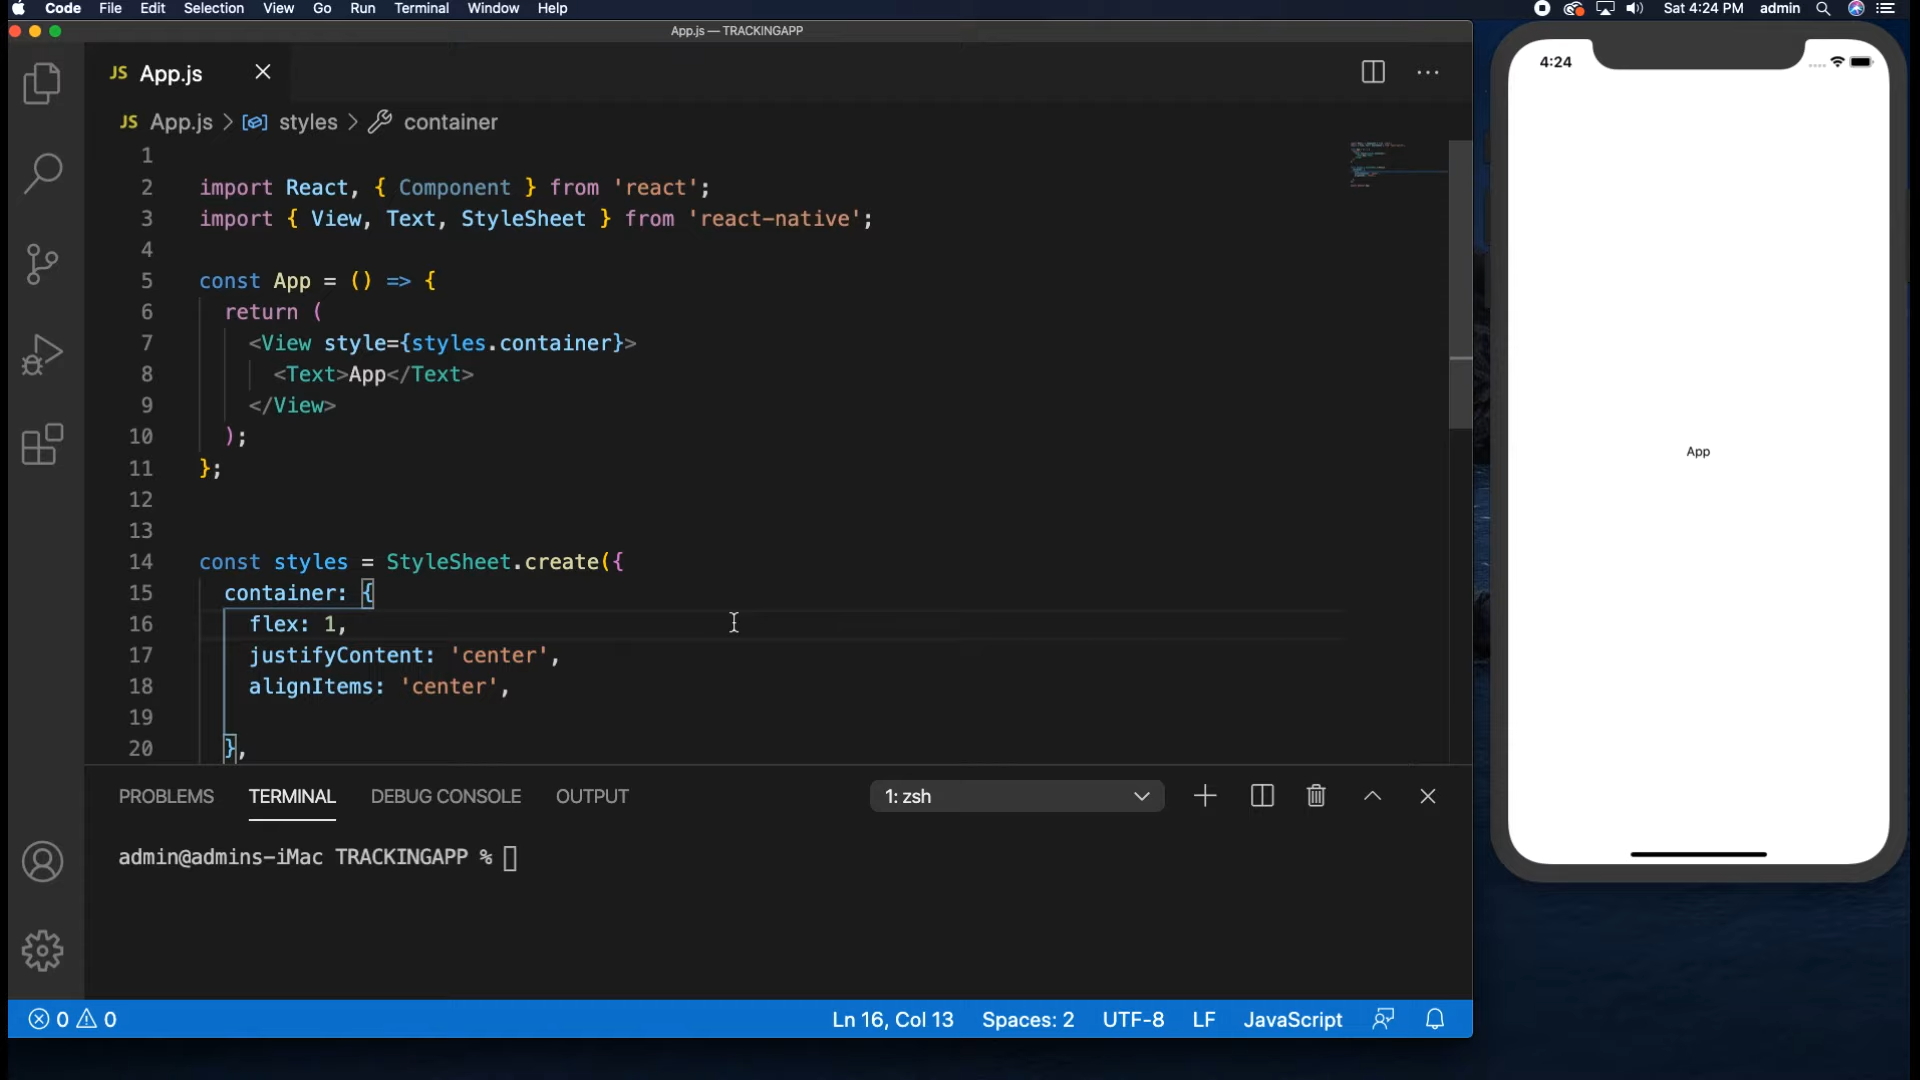 Code File Edit Selection View Go Run Terminal Window Help
Sat 4:24 PM admin
App.js — TRACKINGAPP
JS App.js
JS App.js > styles > container
1
2 import React, { Component } from 'react';
3 import { View, Text, StyleSheet } from 'react-native';
4
5 const App = () => {
6 return (
7 <View style={styles.container}>
8 <Text>App</Text>
9 </View>
10 );
11 };
12
13
14 const styles = StyleSheet.create({
15 container: {
16 flex: 1,
17 justifyContent: 'center',
18 alignItems: 'center',
19
20 },
PROBLEMS TERMINAL DEBUG CONSOLE OUTPUT
1: zsh
admin@admins-iMac TRACKINGAPP %
0 0
Ln 16, Col 13 Spaces: 2 UTF-8 LF JavaScript
4:24
App